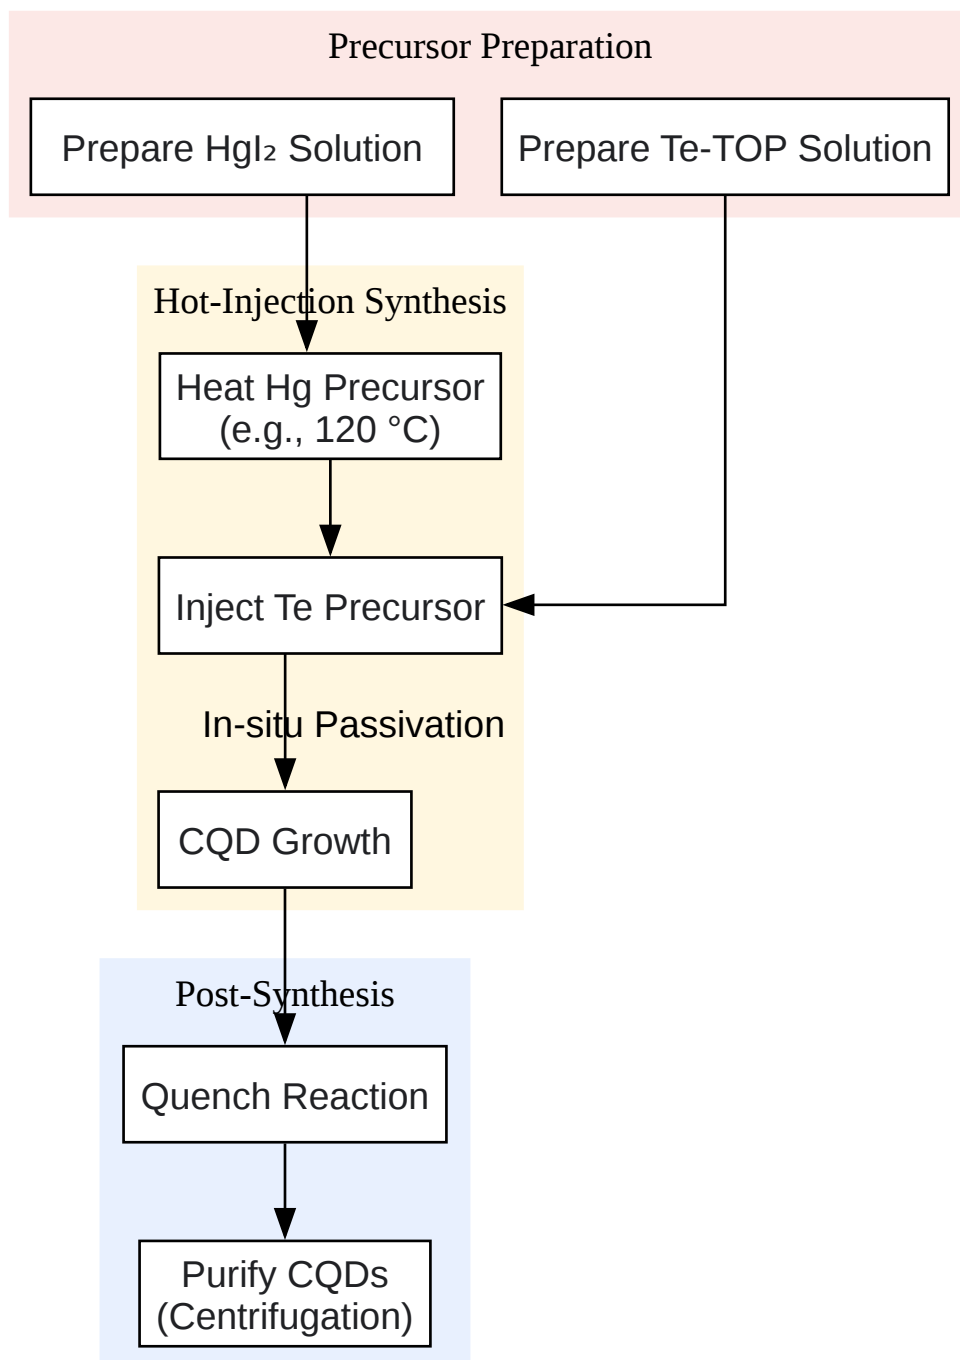 Precursor Preparation
Prepare HgI₂ Solution
Prepare Te-TOP Solution
Hot-Injection Synthesis
Heat Hg Precursor
(e.g., 120 °C)
Inject Te Precursor
In-situ Passivation
CQD Growth
Post-Synthesis
Quench Reaction
Purify CQDs
(Centrifugation)